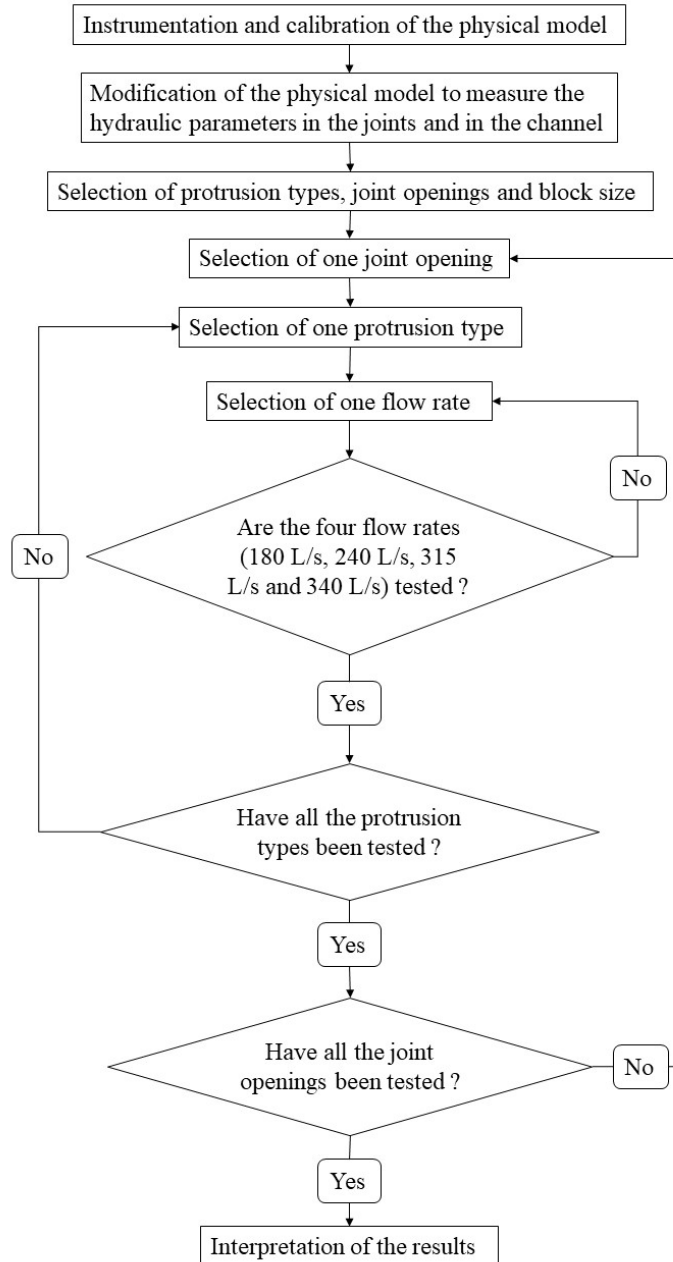 Instrumentation and calibration of the physical model
Modification of the physical model to measure the
hydraulic parameters in the joints and in the channel
Selection of protrusion types, joint openings and block size
Selection of one joint opening
Selection of one protrusion type
Selection of one flow rate
No
Are the four flow rates
(180 L/s, 240 L/s, 315
L/s and 340 L/s) tested ?
No
Yes
Have all the protrusion
types been tested ?
Yes
Have all the joint
openings been tested ?
No
Yes
Interpretation of the results